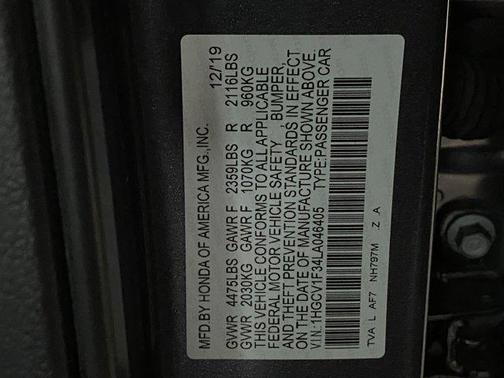 MFD.BY HONDA OF AMERICA MFG.,INC. 12/'19
GVWR 4475LBS GAWR F 2359LBS R 2116LBS
GVWR 2030KG GAWR F 1070KG R 960KG
THIS VEHICLE CONFORMS TO ALL APPLICABLE
FEDERAL MOTOR VEHICLE SAFETY , BUMPER,
AND THEFT PREVENTION STANDARDS IN EFFECT
ON THE DATE OF MANUFACTURE SHOWN ABOVE.
V.I.N.:1HGCV1F34LA046405 TYPE:PASSENGER CAR
TVA L AF7 NH797M Z A